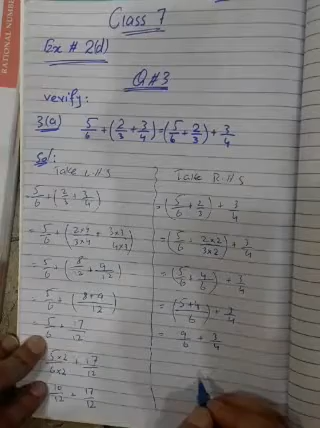 RATIONAL NUMBER
Class 7
Ex # 2(d)
Q#3
verify:
3(a) 5/6 + (2/3 + 3/4) = (5/6 + 2/3) + 3/4
Sol:
Take L.H.S
= 5/6 + (2/3 + 3/4)
= 5/6 + (2×4/3×4 + 3×3/4×3)
= 5/6 + (8/12 + 9/12)
= 5/6 + (8+9/12)
= 5/6 + 17/12
5×2/6×2 + 17/12
10/12 + 17/12
Take R.H.S
= (5/6 + 2/3) + 3/4
= (5/6 + 2×2/3×2) + 3/4
= (5/6 + 4/6) + 3/4
= (5+4/6) + 3/4
= 9/6 + 3/4